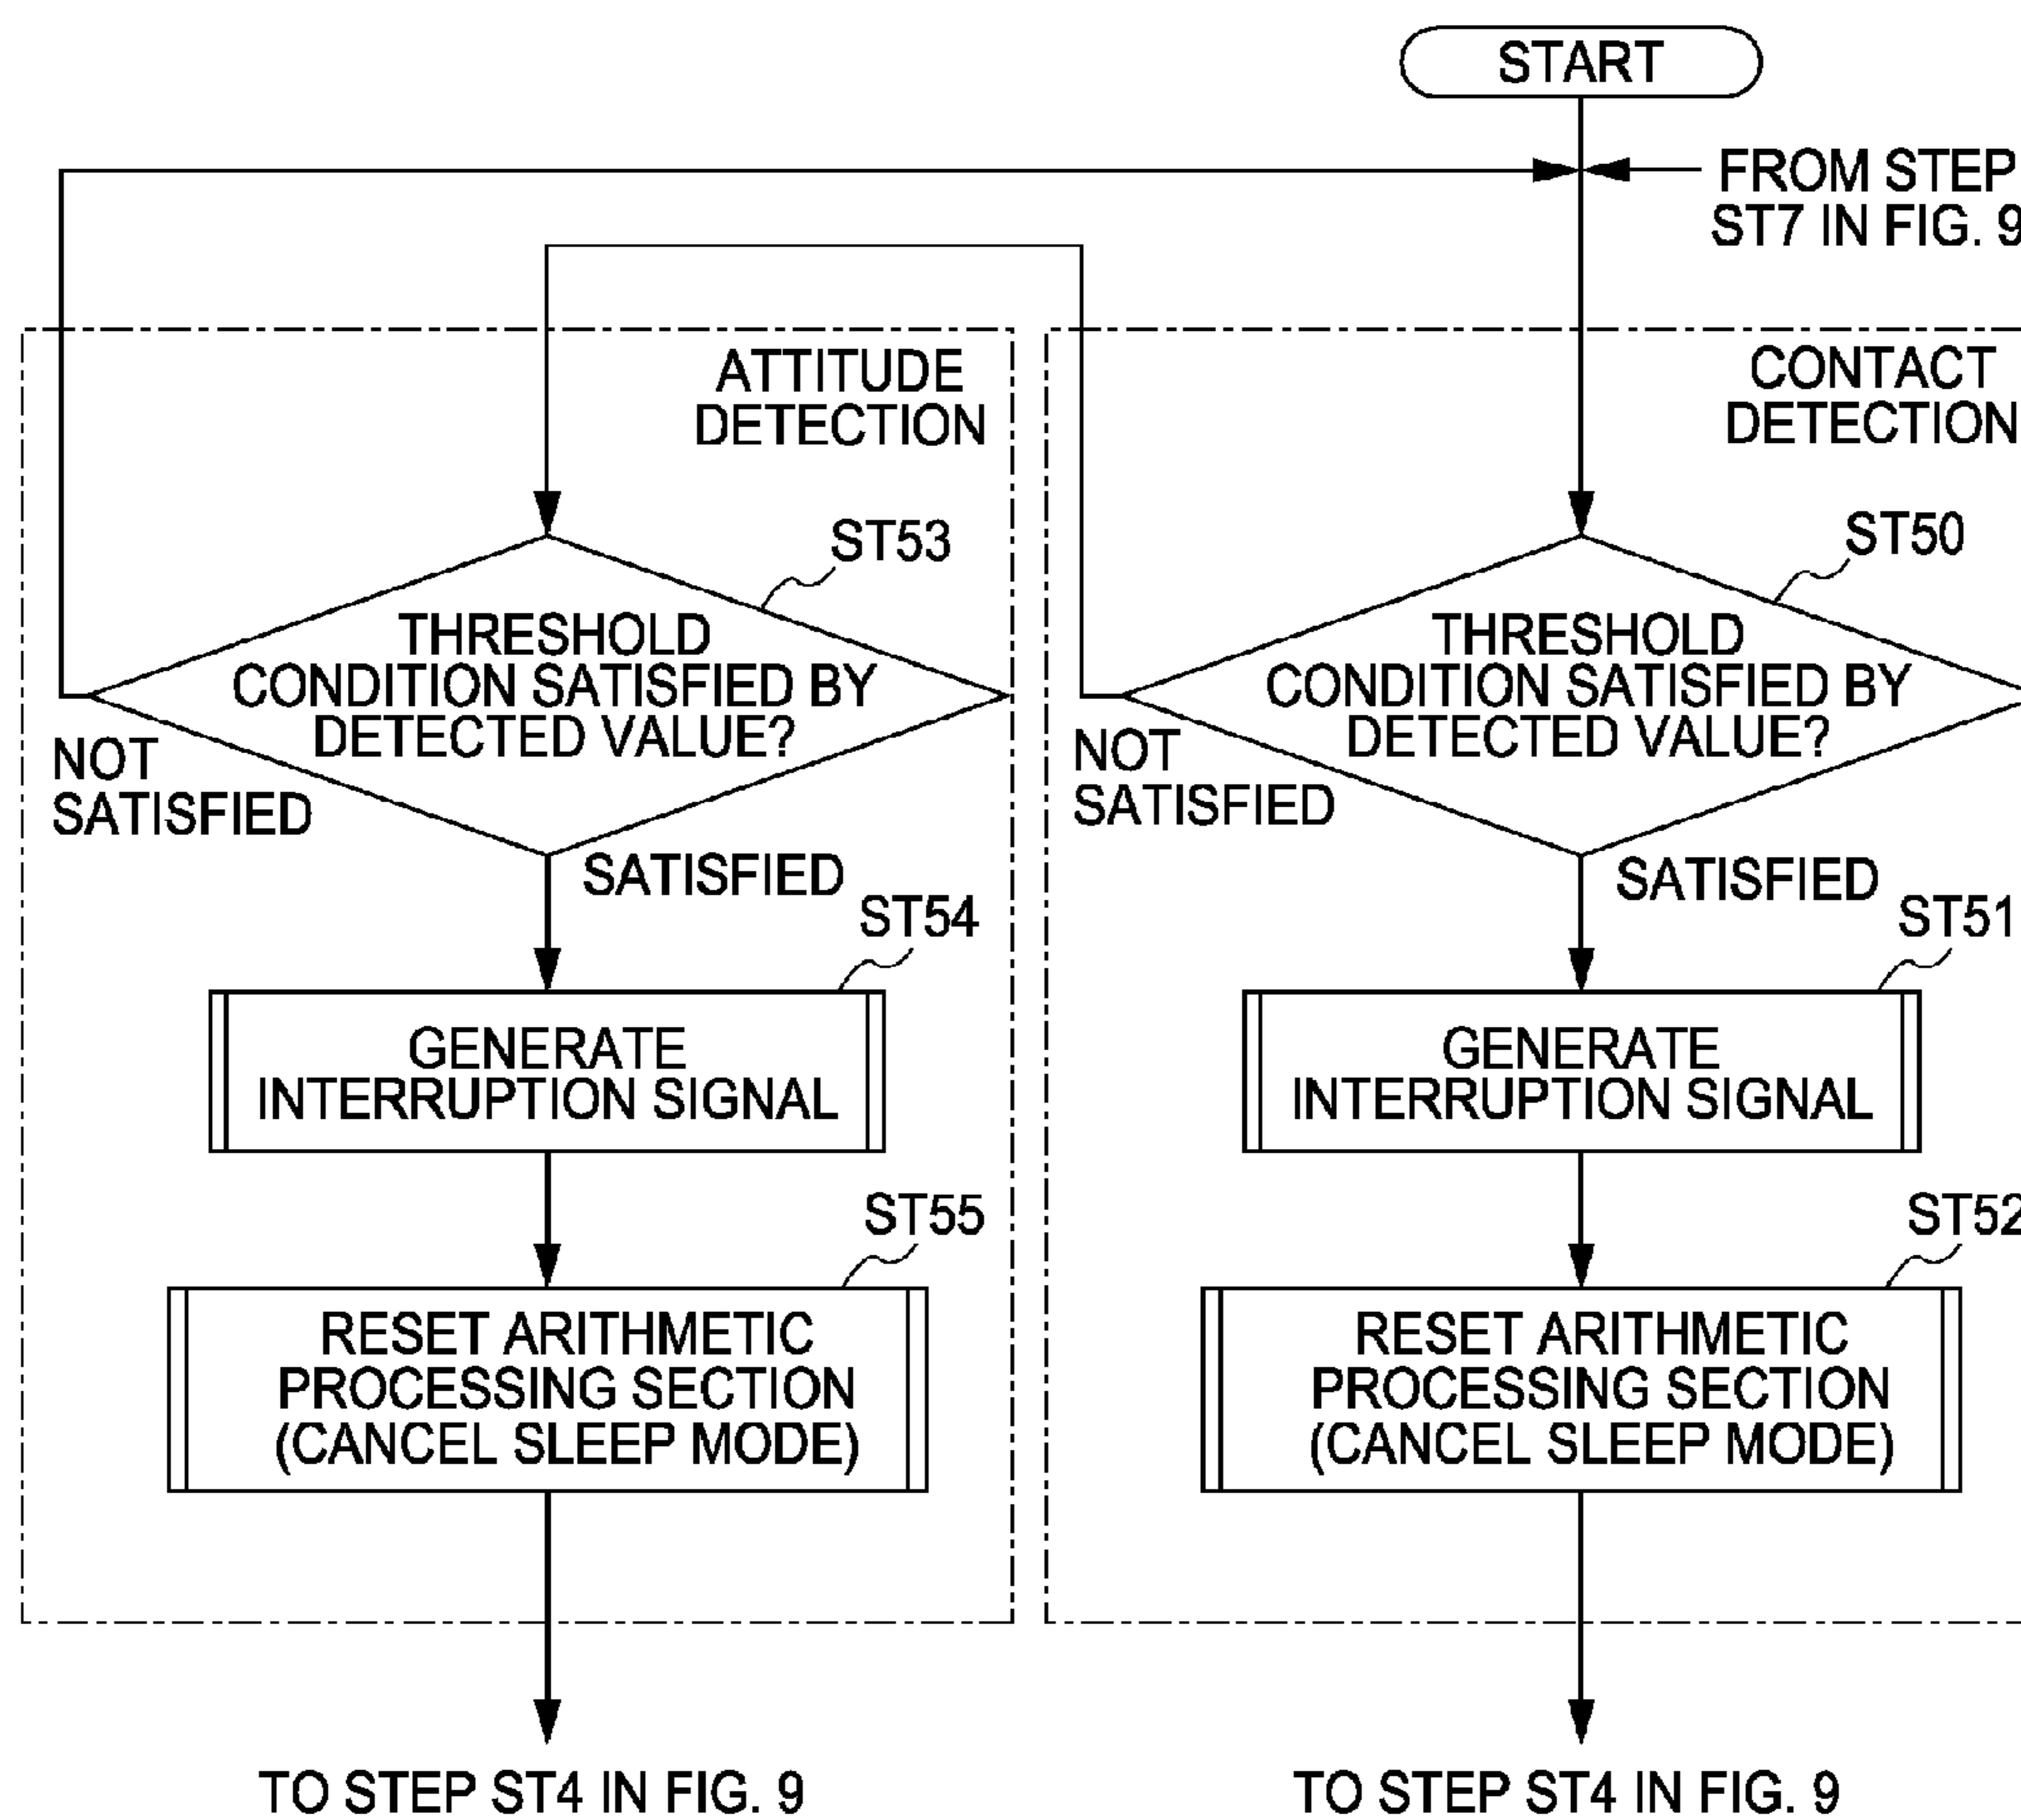 START
FROM STEP
ST7 IN FIG. 9
CONTACT
DETECTION
ST50
THRESHOLD
CONDITION SATISFIED BY
DETECTED VALUE?
NOT
SATISFIED
SATISFIED
ST51
GENERATE
INTERRUPTION SIGNAL
ST52
RESET ARITHMETIC
PROCESSING SECTION
(CANCEL SLEEP MODE)
TO STEP ST4 IN FIG. 9
ATTITUDE
DETECTION
ST53
THRESHOLD
CONDITION SATISFIED BY
DETECTED VALUE?
NOT
SATISFIED
SATISFIED
ST54
GENERATE
INTERRUPTION SIGNAL
ST55
RESET ARITHMETIC
PROCESSING SECTION
(CANCEL SLEEP MODE)
TO STEP ST4 IN FIG. 9